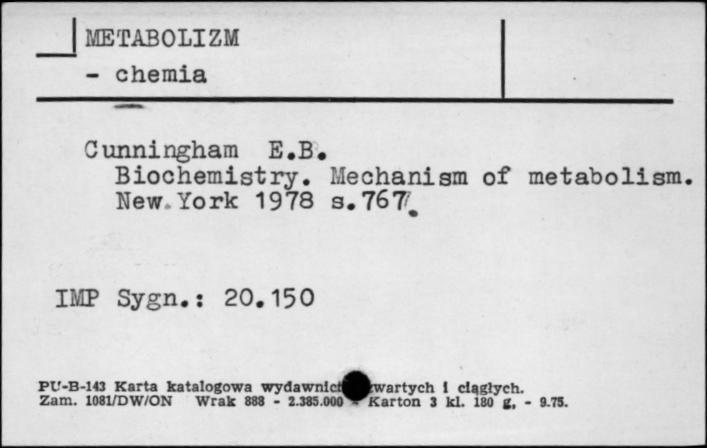 METABOLIZM
- chemia
Cunningham E.B.
Biochemistry. Mechanism of metabolism.
New York 1978 s.767.
IMP Sygn.: 20.150
PU-B-143 Karta katalogowa wydawnict zwartych i ciągłych.
Zam. 1081/DW/ON Wrak 888 - 2.385.000 - Karton 3 kl. 180 g, - 9.75.